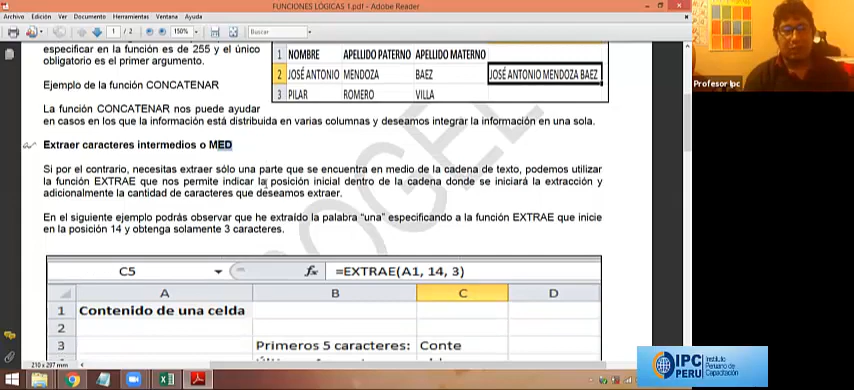 FUNCIONES LÓGICAS 1.pdf - Adobe Reader
Archivo Edición Ver Documento Herramientas Ventana Ayuda
1 / 2 150% Buscar
especificar en la función es de 255 y el único
obligatorio es el primer argumento.
Ejemplo de la función CONCATENAR
La función CONCATENAR nos puede ayudar
en casos en los que la información está distribuida en varias columnas y deseamos integrar la información en una sola.
1 NOMBRE APELLIDO PATERNO APELLIDO MATERNO
2 JOSÉ ANTONIO MENDOZA BAEZ JOSÉ ANTONIO MENDOZA BAEZ
3 PILAR ROMERO VILLA
Extraer caracteres intermedios o MED
Si por el contrario, necesitas extraer sólo una parte que se encuentra en medio de la cadena de texto, podemos utilizar
la función EXTRAE que nos permite indicar la posición inicial dentro de la cadena donde se iniciará la extracción y
adicionalmente la cantidad de caracteres que deseamos extraer.
En el siguiente ejemplo podrás observar que he extraído la palabra "una" especificando a la función EXTRAE que inicie
en la posición 14 y obtenga solamente 3 caracteres.
C5 fx =EXTRAE(A1, 14, 3)
A B C D
1 Contenido de una celda
2
3 Primeros 5 caracteres: Conte
210 x 297 mm
Profesor Ipc
IPC
PERU
Instituto
Peruano de
Capacitación